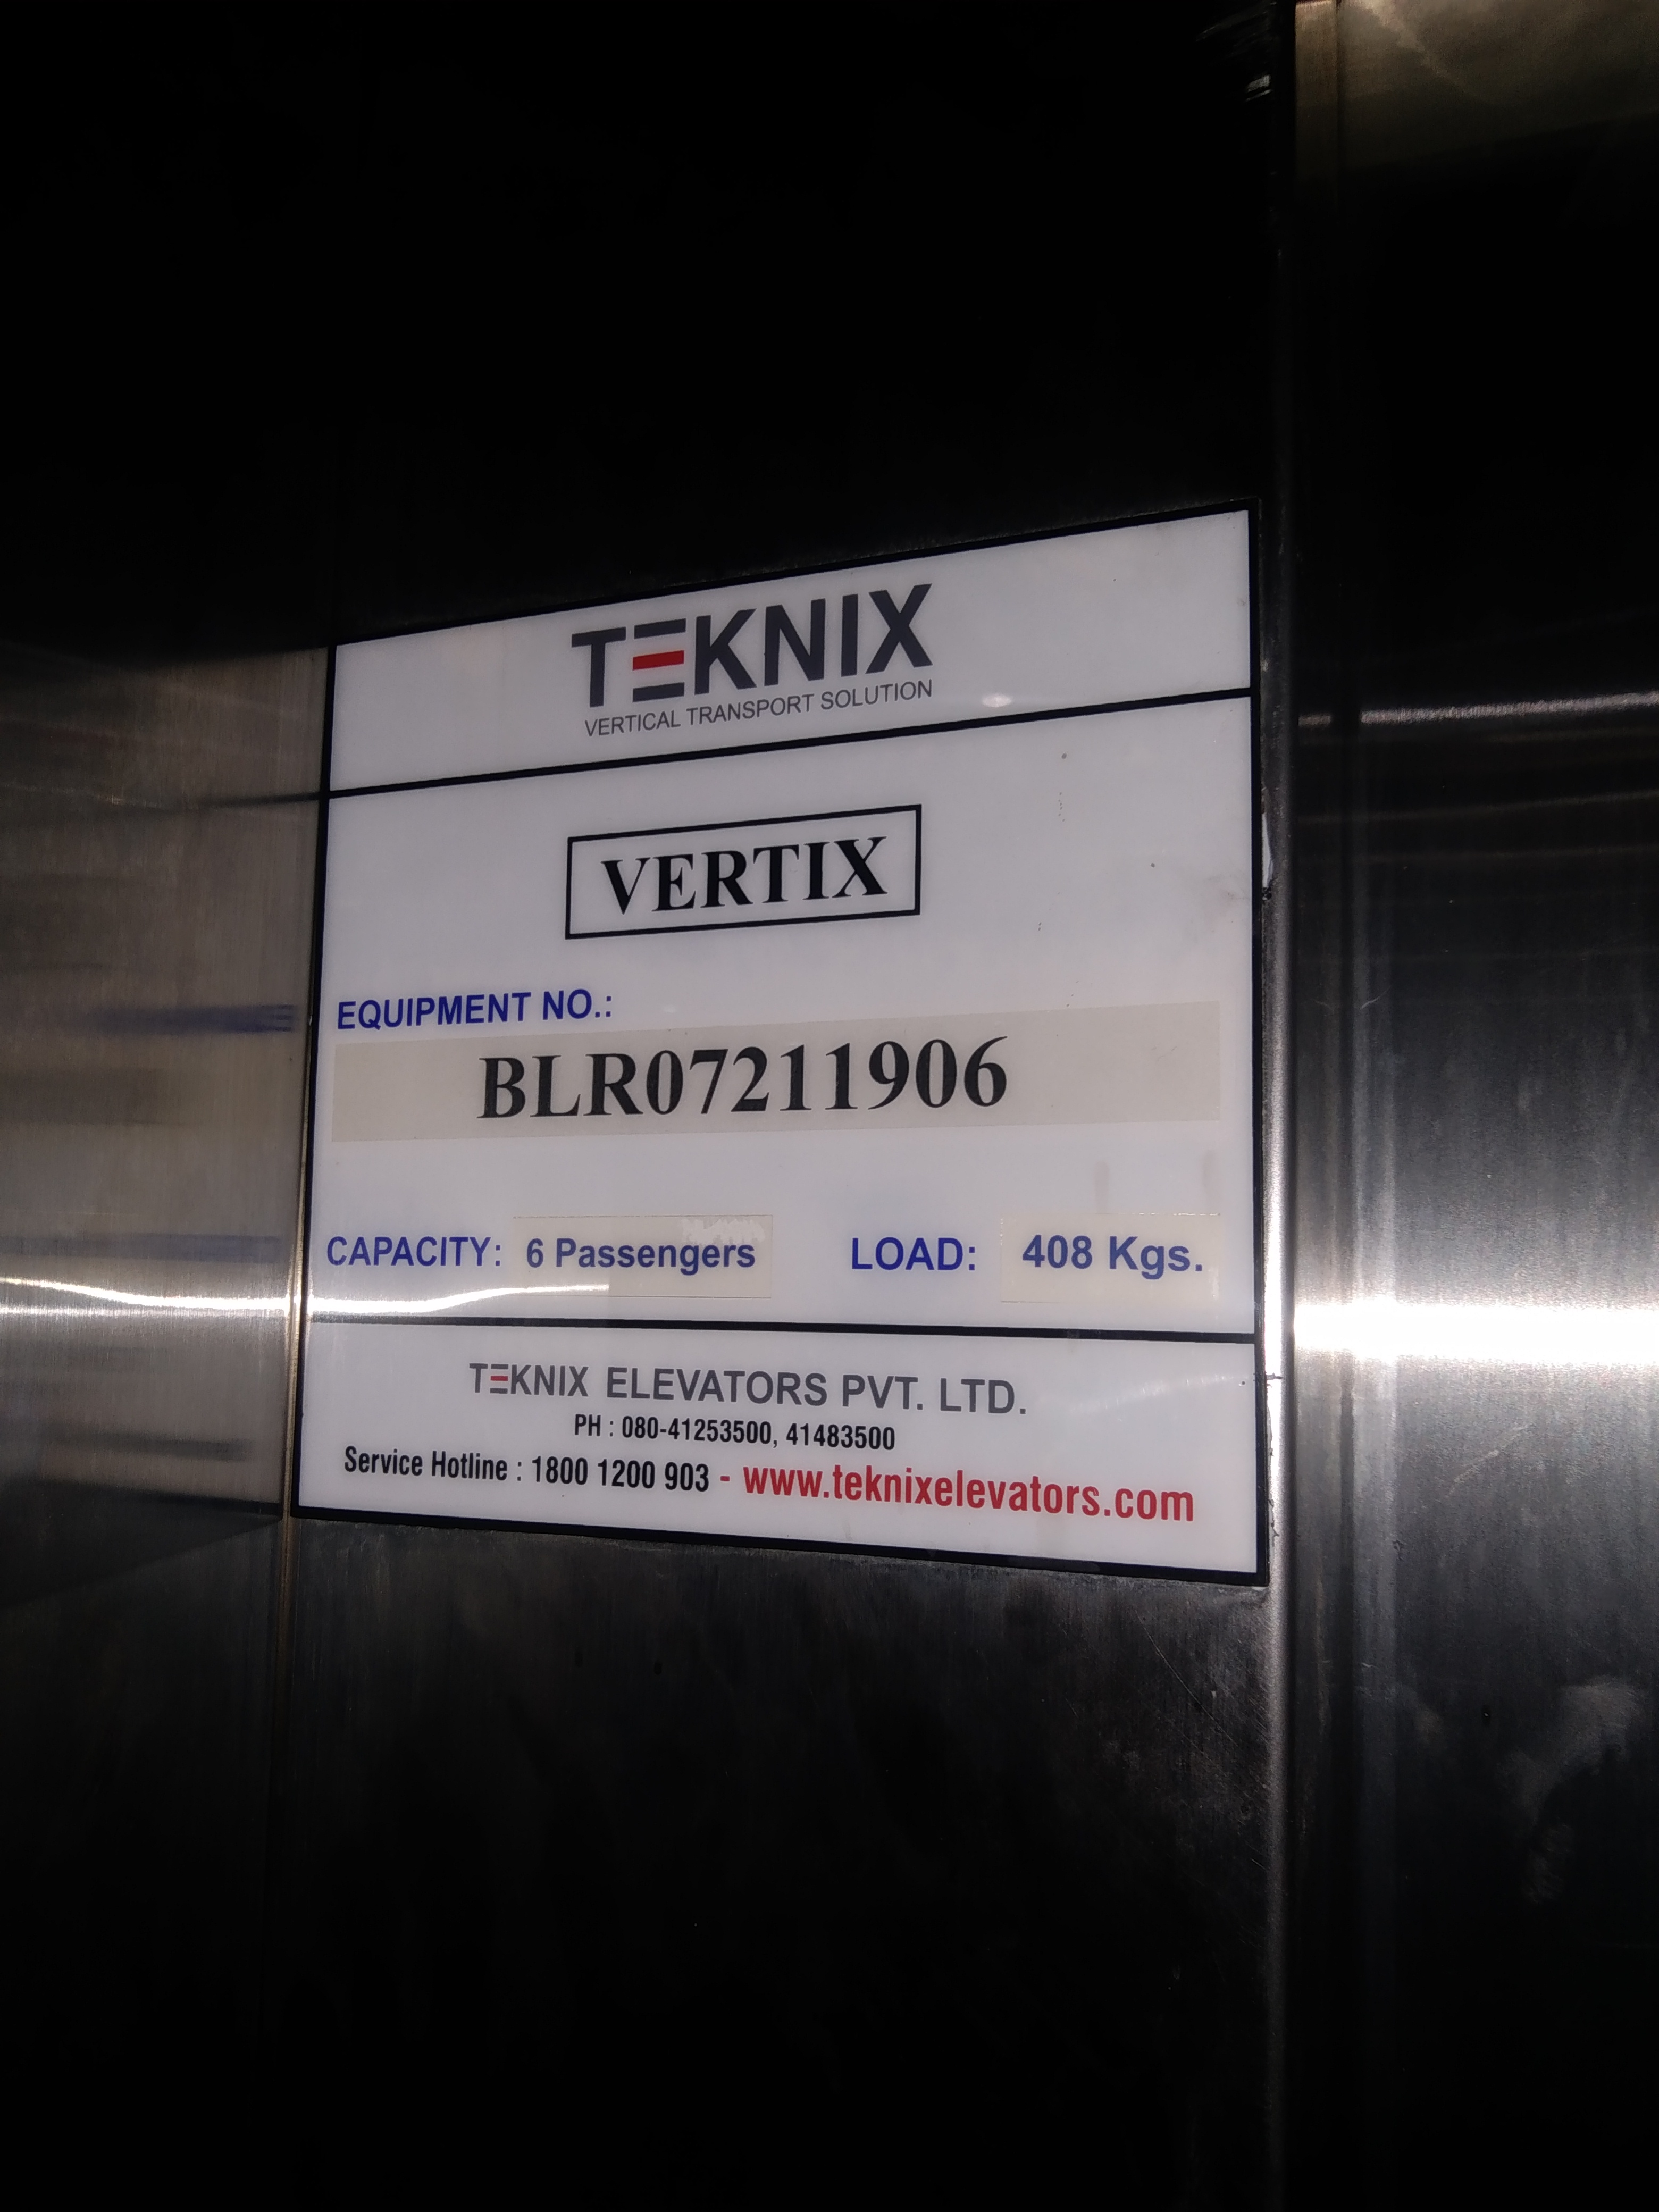 TEKNIX
VERTICAL TRANSPORT SOLUTION
VERTIX
EQUIPMENT NO.:
BLR07211906
CAPACITY: 6 Passengers LOAD: 408 Kgs.
TEKNIX ELEVATORS PVT. LTD.
PH : 080-41253500, 41483500
Service Hotline : 1800 1200 903 - www.teknixelevators.com